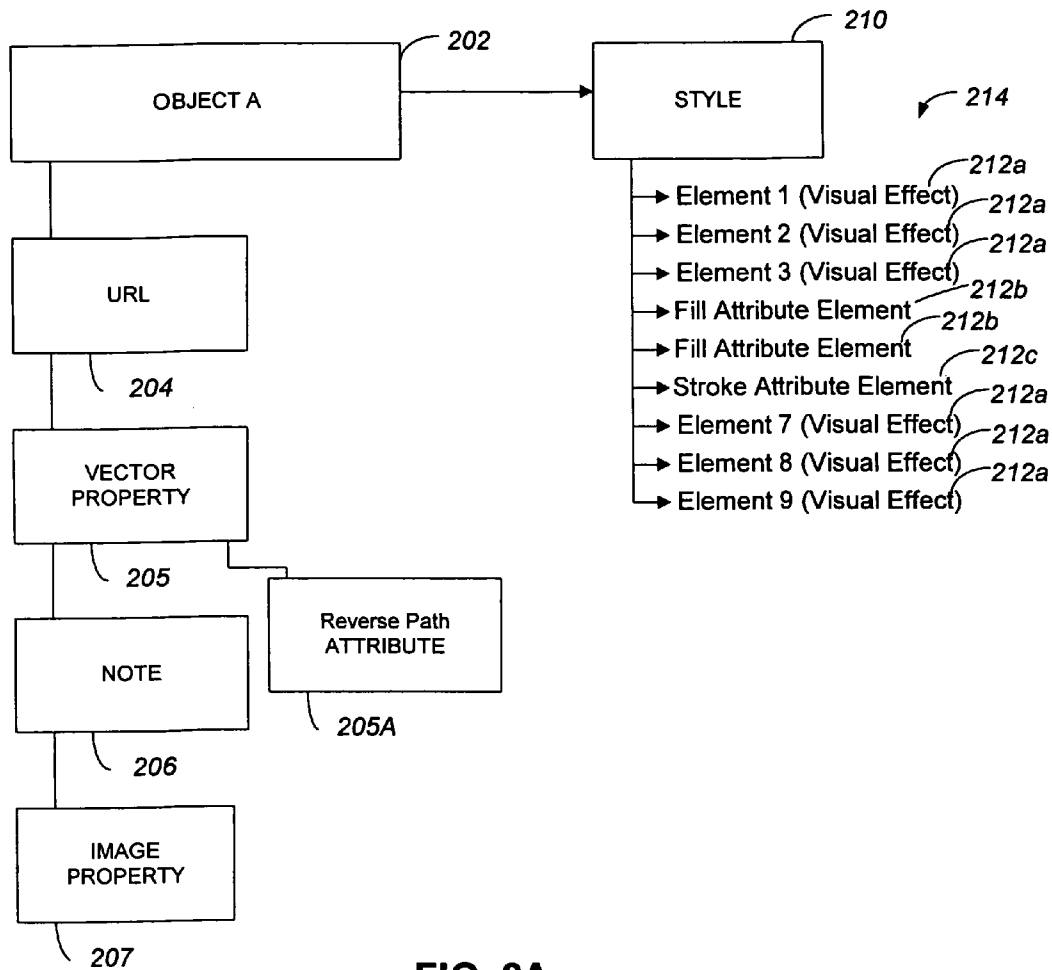 202
210
OBJECT A
STYLE
214
Element 1 (Visual Effect) 212a
Element 2 (Visual Effect) 212a
Element 3 (Visual Effect) 212a
Fill Attribute Element 212b
Fill Attribute Element 212b
Stroke Attribute Element 212c
Element 7 (Visual Effect) 212a
Element 8 (Visual Effect) 212a
Element 9 (Visual Effect) 212a
URL
204
VECTOR
PROPERTY
205
Reverse Path
ATTRIBUTE
205A
NOTE
206
IMAGE
PROPERTY
207